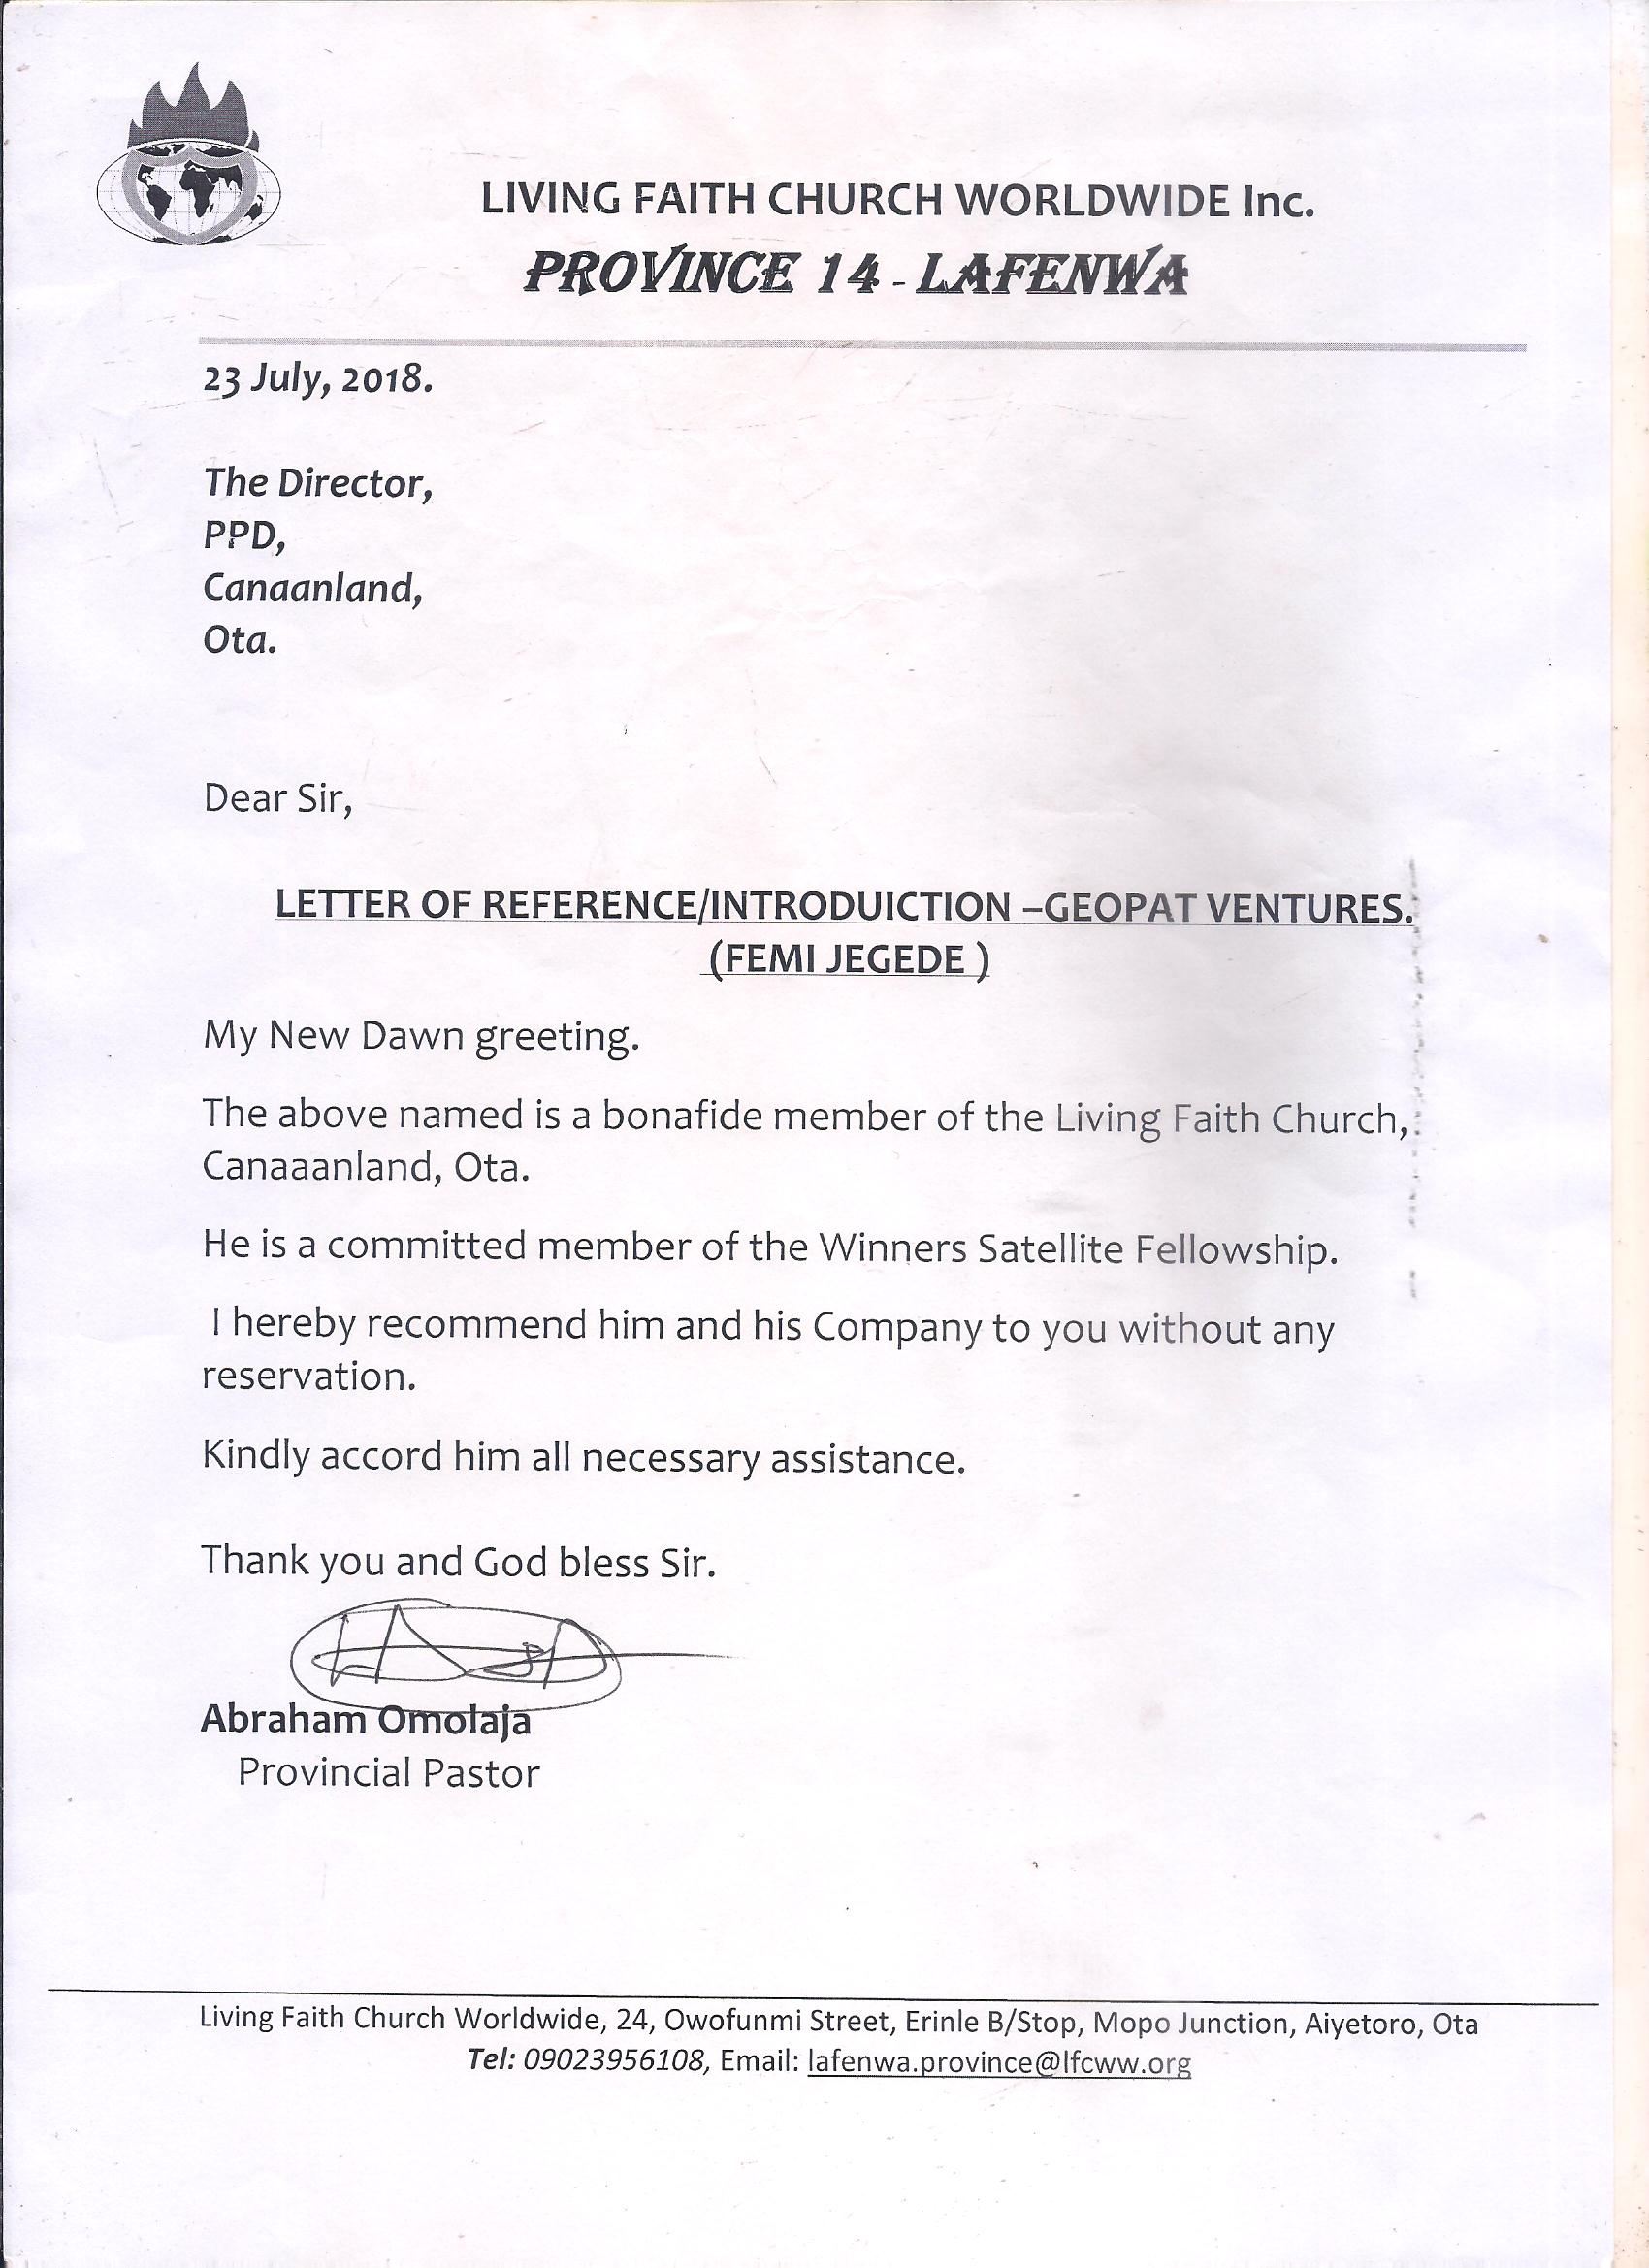 LIVING FAITH CHURCH WORLDWIDE Inc.
PROVINCE 14 - LAFENWA
23 July, 2018.
The Director,
PPD,
Canaanland,
Ota.
Dear Sir,
LETTER OF REFERENCE/INTRODUICTION –GEOPAT VENTURES.
(FEMI JEGEDE )
My New Dawn greeting.
The above named is a bonafide member of the Living Faith Church,
Canaaanland, Ota.
He is a committed member of the Winners Satellite Fellowship.
I hereby recommend him and his Company to you without any
reservation.
Kindly accord him all necessary assistance.
Thank you and God bless Sir.
Abraham Omolaja
Provincial Pastor
Living Faith Church Worldwide, 24, Owofunmi Street, Erinle B/Stop, Mopo Junction, Aiyetoro, Ota
Tel: 09023956108, Email: lafenwa.province@lfcww.org